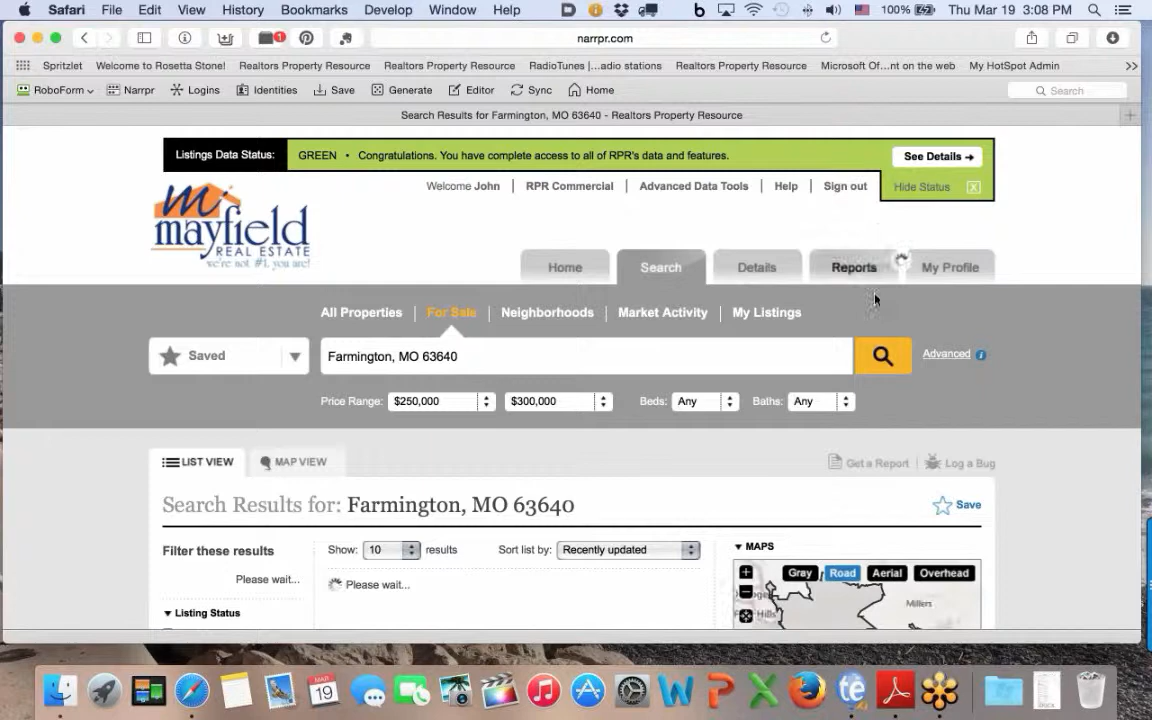 Safari File Edit View History Bookmarks Develop Window Help 100% Thu Mar 19 3:08 PM
narrpr.com
Spritzlet Welcome to Rosetta Stone! Realtors Property Resource Realtors Property Resource RadioTunes |...adio stations Realtors Property Resource Microsoft Of...nt on the web My HotSpot Admin
RoboForm Narrpr Logins Identities Save Generate Editor Sync Home Search
Search Results for Farmington, MO 63640 - Realtors Property Resource
Listings Data Status: GREEN • Congratulations. You have complete access to all of RPR's data and features. See Details
Welcome John RPR Commercial Advanced Data Tools Help Sign out Hide Status X
m
mayfield
REAL ESTATE
we're not #1, you are!
Home Search Details Reports My Profile
All Properties For Sale Neighborhoods Market Activity My Listings
Saved Farmington, MO 63640 Advanced i
Price Range: $250,000 $300,000 Beds: Any Baths: Any
LIST VIEW MAP VIEW Get a Report Log a Bug
Search Results for: Farmington, MO 63640 Save
Filter these results Show: 10 results Sort list by: Recently updated MAPS
Please wait... Please wait... Gray Road Aerial Overhead
Listing Status Hills Millers
MAR
19